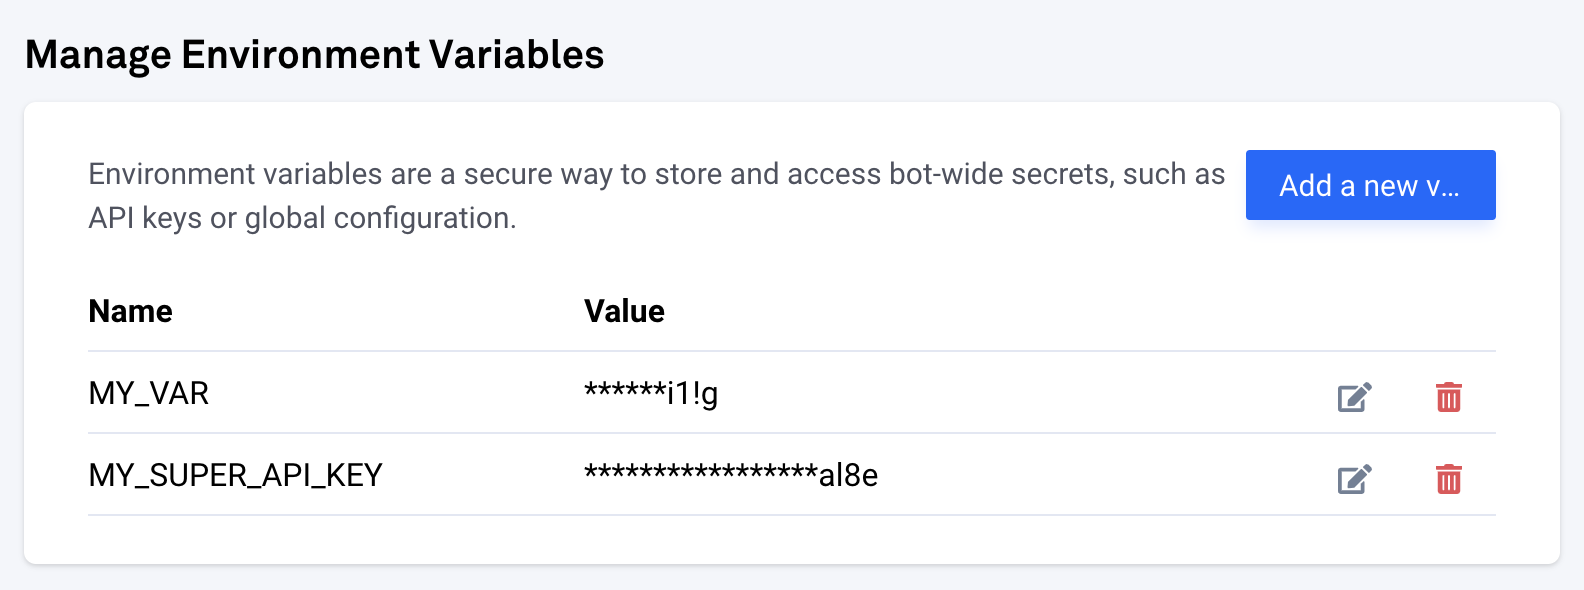 Manage Environment Variables
Environment variables are a secure way to store and access bot-wide secrets, such as
API keys or global configuration.
Add a new v...
Name Value
MY_VAR ******i1!g
MY_SUPER_API_KEY *****************al8e